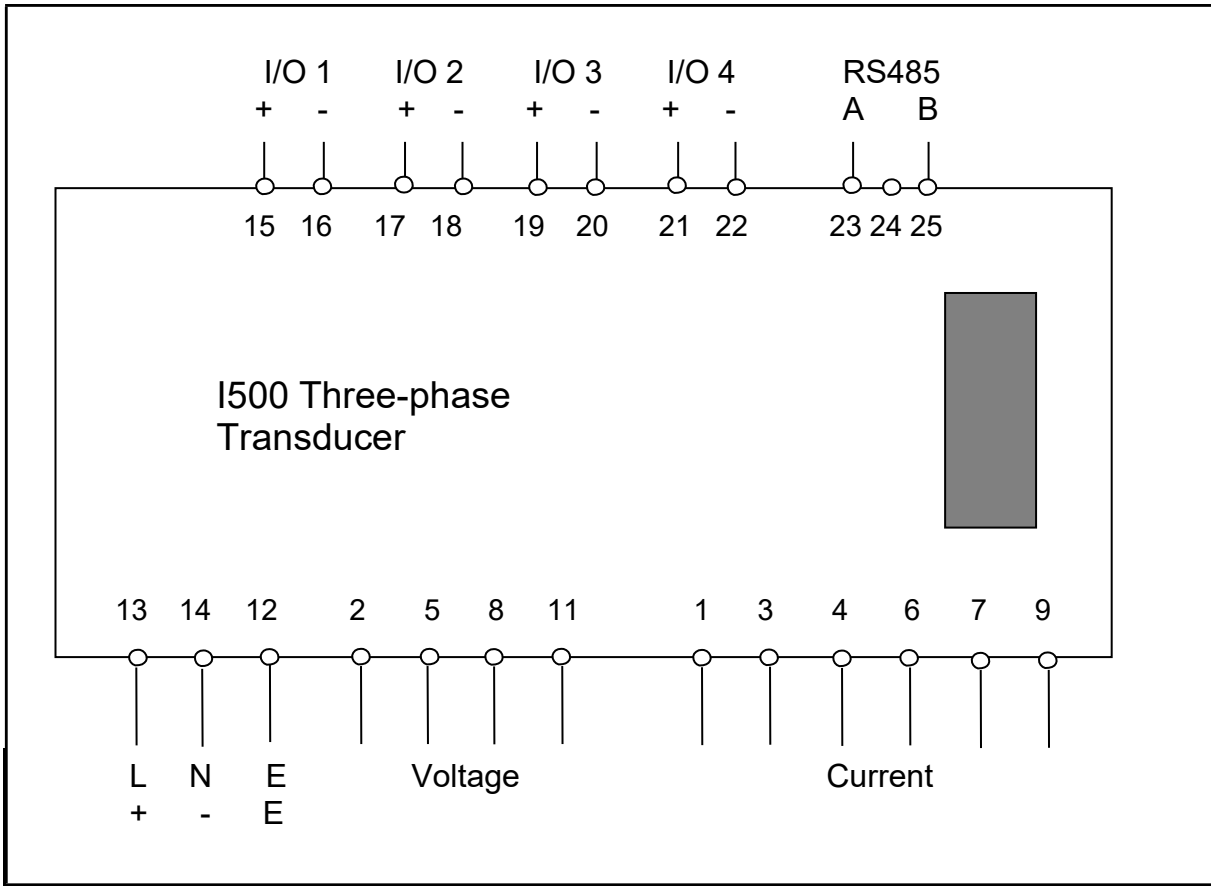 I/O 1 I/O 2 I/O 3 I/O 4 RS485
+ - + - + - + - A B
15 16 17 18 19 20 21 22 23 24 25
I500 Three-phase
Transducer
13 14 12 2 5 8 11 1 3 4 6 7 9
L N E Voltage Current
+ - E